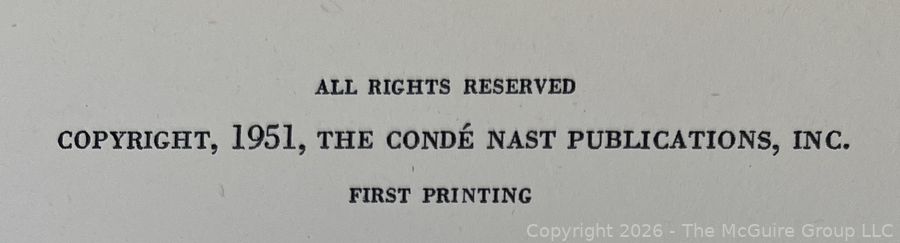 ALL RIGHTS RESERVED
COPYRIGHT, 1951, THE CONDÉ NAST PUBLICATIONS, INC.
FIRST PRINTING
Copyright 2026 - The McGuire Group LLC